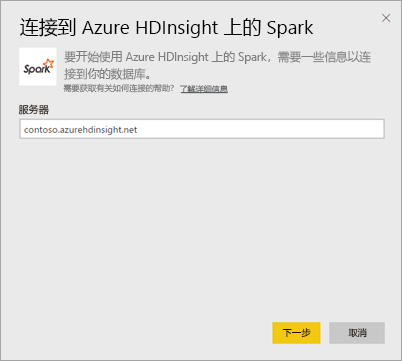 连接到 Azure HDInsight 上的 Spark
Spark
要开始使用 Azure HDInsight 上的 Spark，需要一些信息以连
接到你的数据库。
需要获取有关如何连接的帮助？ 了解详细信息
服务器
contoso.azurehdinsight.net
下一步
取消